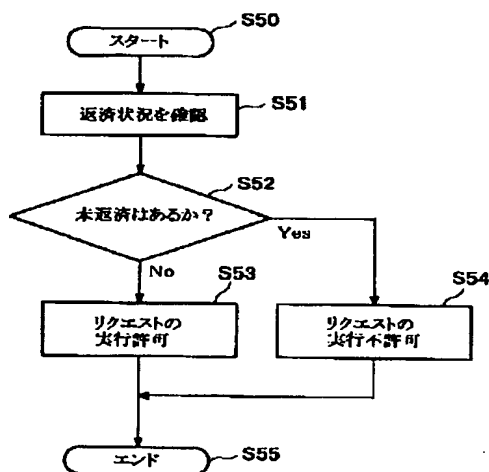 S50
スタート
S51
返済状況を確認
S52
未返済はあるか?
Yes
No
S53
S54
リクエストの
実行許可
リクエストの
実行不許可
エンド
S55